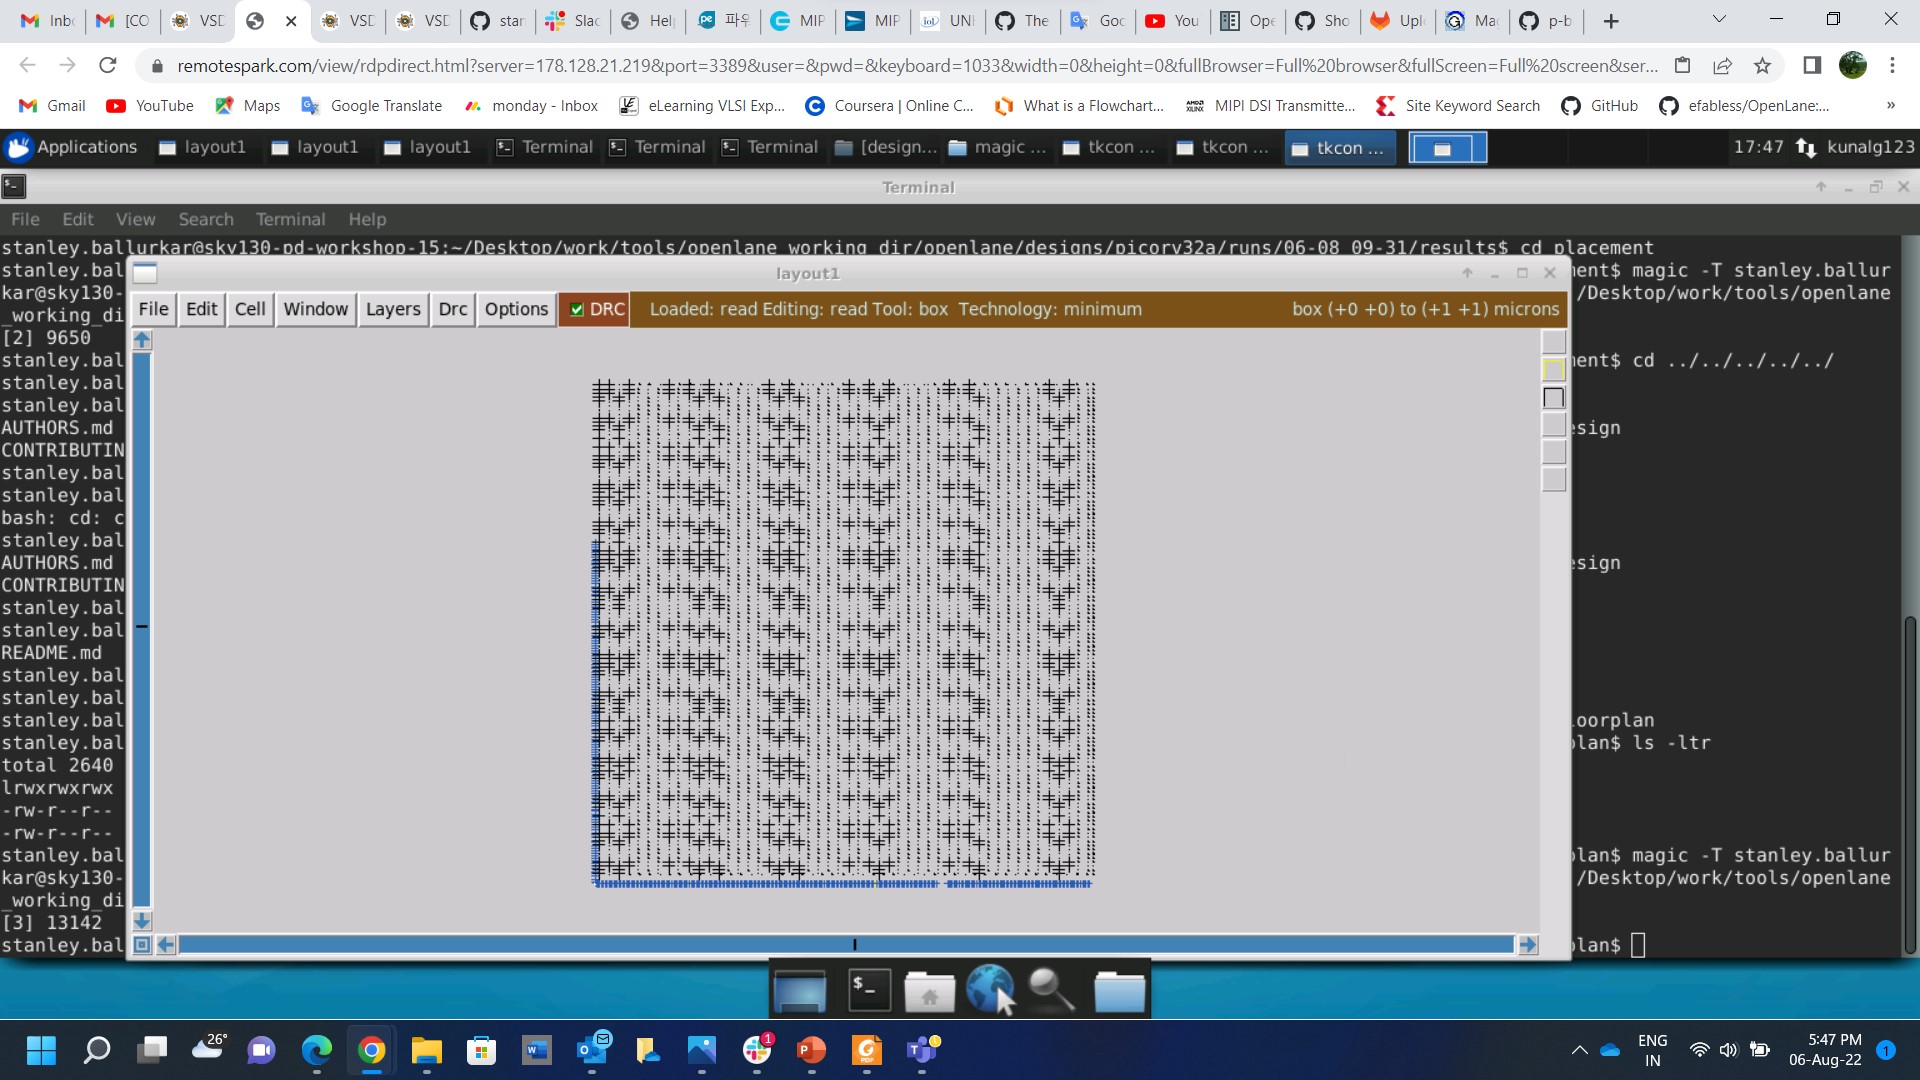 Inb
[CO
VSD
VSD
VSD
stan
Slac
Help
파우
MIP
MIP
UNI
The
Goo
You
Ope
Sho
Uplo
Mag
p-b
remotespark.com/view/rdpdirect.html?server=178.128.21.219&port=3389&user=&pwd=&keyboard=1033&width=0&height=0&fullBrowser=Full%20browser&fullScreen=Full%20screen&ser...
Gmail YouTube Maps Google Translate monday - Inbox eLearning VLSI Exp... Coursera | Online C... What is a Flowchart... MIPI DSI Transmitte... Site Keyword Search GitHub efabless/OpenLane:... »
Applications layout1 layout1 layout1 Terminal Terminal Terminal [design... magic ... tkcon ... tkcon ... tkcon ... 17:47 kunalg123
Terminal
File Edit View Search Terminal Help
stanley.ballurkar@sky130-pd-workshop-15:~/Desktop/work/tools/openlane_working_dir/openlane/designs/picorv32a/runs/06-08_09-31/results$ cd placement
stanley.bal ment$ magic -T stanley.ballur
kar@sky130- /Desktop/work/tools/openlane
_working_di
[2] 9650
stanley.bal ment$ cd ../../../../../
stanley.bal
stanley.bal
AUTHORS.md esign
CONTRIBUTIN
stanley.bal
stanley.bal
bash: cd: c
stanley.bal
AUTHORS.md esign
CONTRIBUTIN
stanley.bal
stanley.bal
README.md
stanley.bal
stanley.bal
stanley.bal oorplan
stanley.bal plan$ ls -ltr
total 2640
lrwxrwxrwx
-rw-r--r--
-rw-r--r--
stanley.bal plan$ magic -T stanley.ballur
kar@sky130- /Desktop/work/tools/openlane
_working_di
[3] 13142
stanley.bal plan$
layout1
File Edit Cell Window Layers Drc Options DRC Loaded: read Editing: read Tool: box Technology: minimum box (+0 +0) to (+1 +1) microns
26°
1
ENG
IN
5:47 PM
06-Aug-22
1